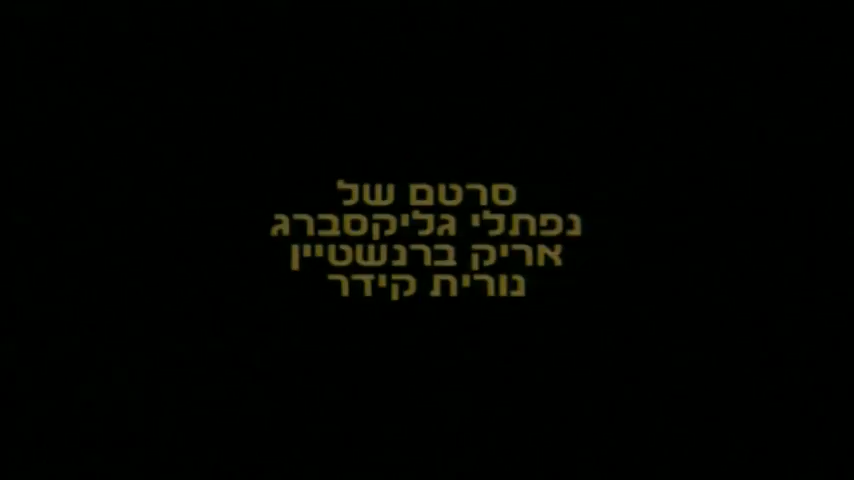 סרטם של
נפתלי גליקסברג
אריק ברנשטיין
נורית קידר